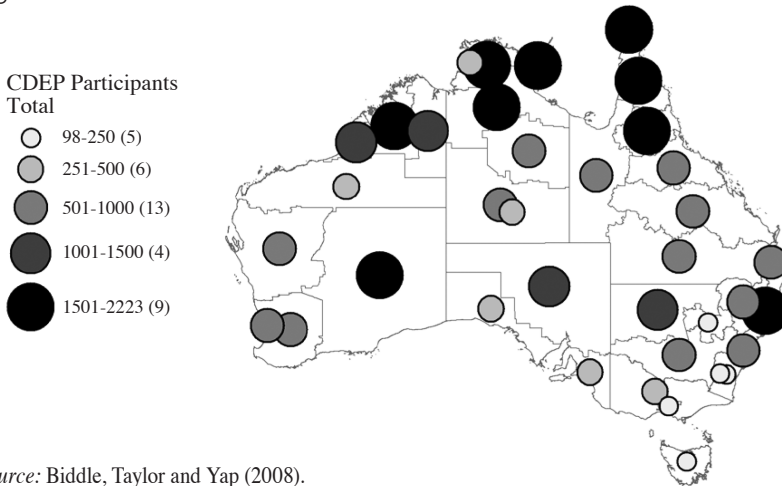 CDEP Participants
Total
98-250 (5)
251-500 (6)
501-1000 (13)
1001-1500 (4)
1501-2223 (9)
urce: Biddle, Taylor and Yap (2008).